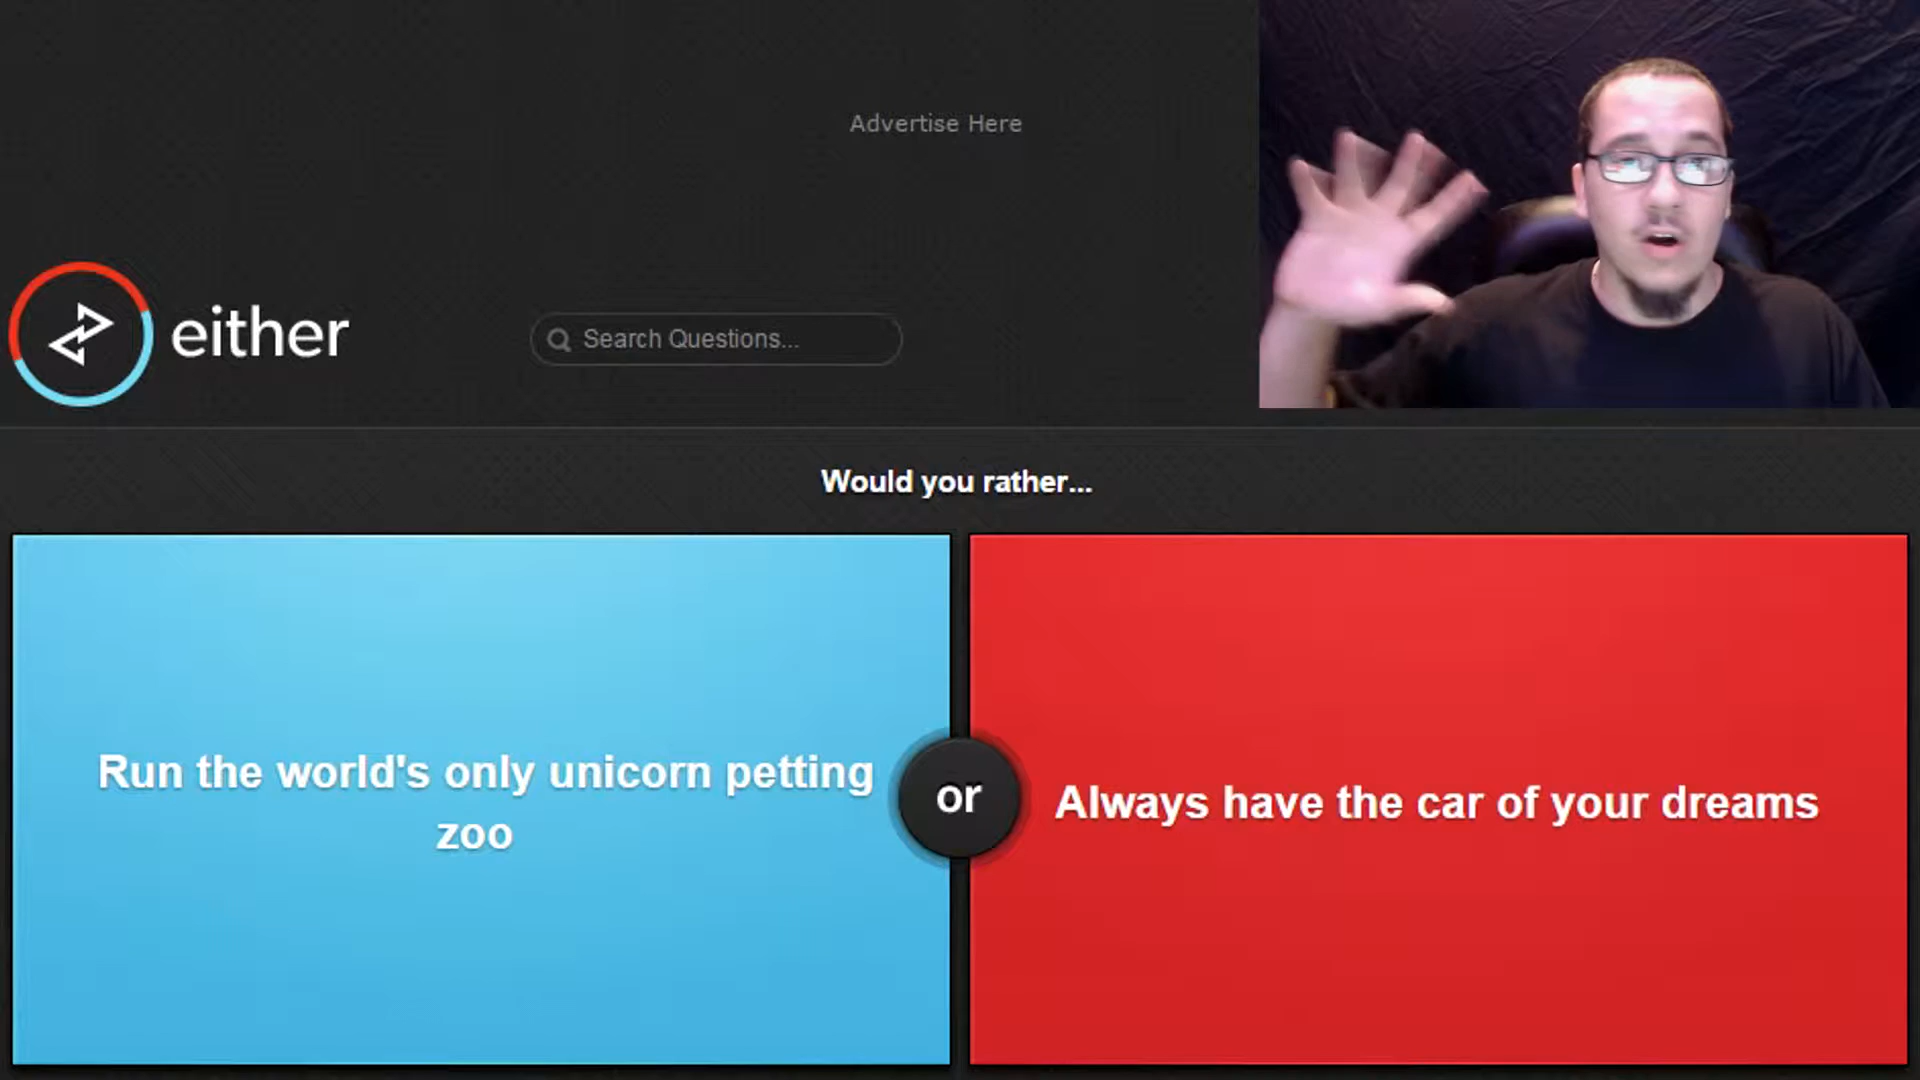 Advertise Here
either
Search Questions...
Would you rather...
Run the world's only unicorn petting
zoo
or
Always have the car of your dreams